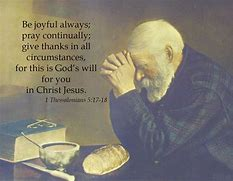 Be joyful always;
pray continually;
give thanks in all
circumstances,
for this is God's will
for you
in Christ Jesus.
1 Thessalonians 5:17-18